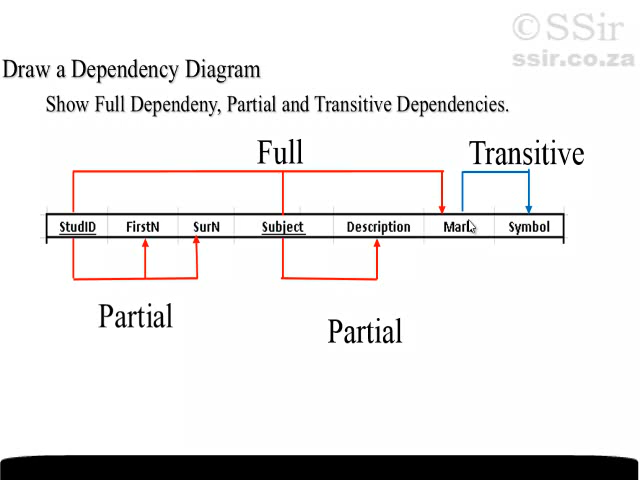 ©SSir
ssir.co.za
Draw a Dependency Diagram
Show Full Dependeny, Partial and Transitive Dependencies.
Full
Transitive
StudID FirstN SurN Subject Description Mark Symbol
Partial
Partial